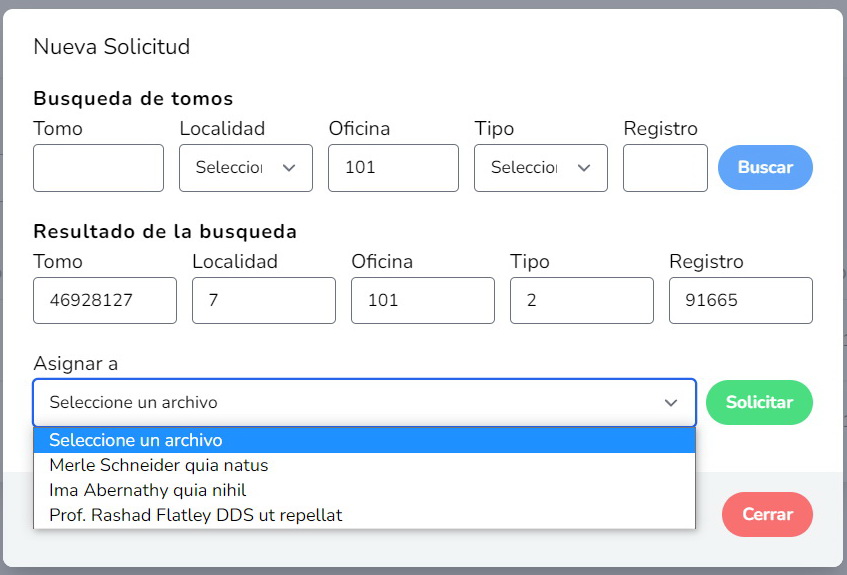 Nueva Solicitud
Busqueda de tomos
Tomo Localidad Oficina Tipo Registro
Seleccion 101 Seleccion Buscar
Resultado de la busqueda
Tomo Localidad Oficina Tipo Registro
46928127 7 101 2 91665
Asignar a
Seleccione un archivo Solicitar
Seleccione un archivo
Merle Schneider quia natus
Ima Abernathy quia nihil
Prof. Rashad Flatley DDS ut repellat
Cerrar